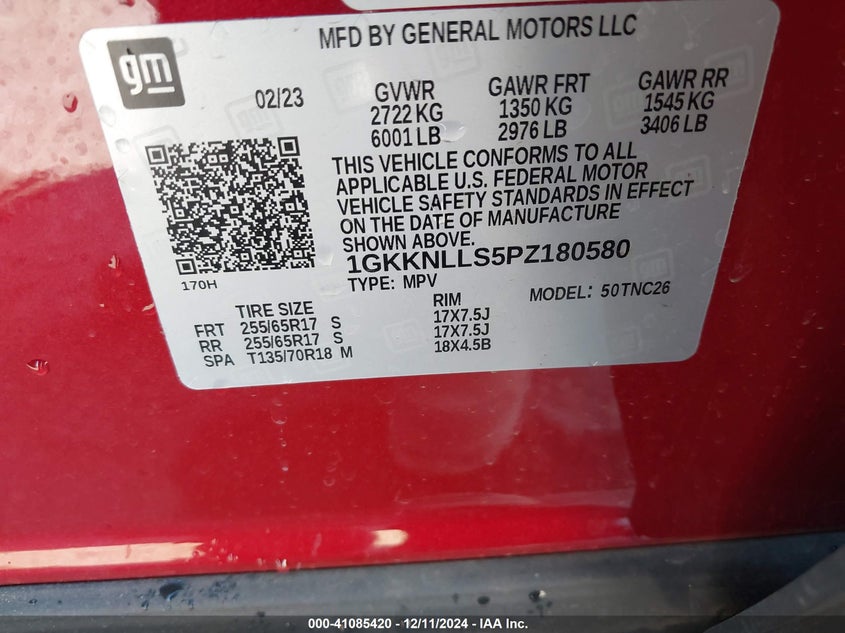 gm
MFD BY GENERAL MOTORS LLC
02/23
GVWR
2722 KG
6001 LB
GAWR FRT
1350 KG
2976 LB
GAWR RR
1545 KG
3406 LB
THIS VEHICLE CONFORMS TO ALL
APPLICABLE U.S. FEDERAL MOTOR
VEHICLE SAFETY STANDARDS IN EFFECT
ON THE DATE OF MANUFACTURE
SHOWN ABOVE.
170H
1GKKNLLS5PZ180580
TYPE: MPV
MODEL: 50TNC26
TIRE SIZE RIM
FRT 255/65R17 S 17X7.5J
RR 255/65R17 S 17X7.5J
SPA T135/70R18 M 18X4.5B
000-41085420 - 12/11/2024 - IAA Inc.